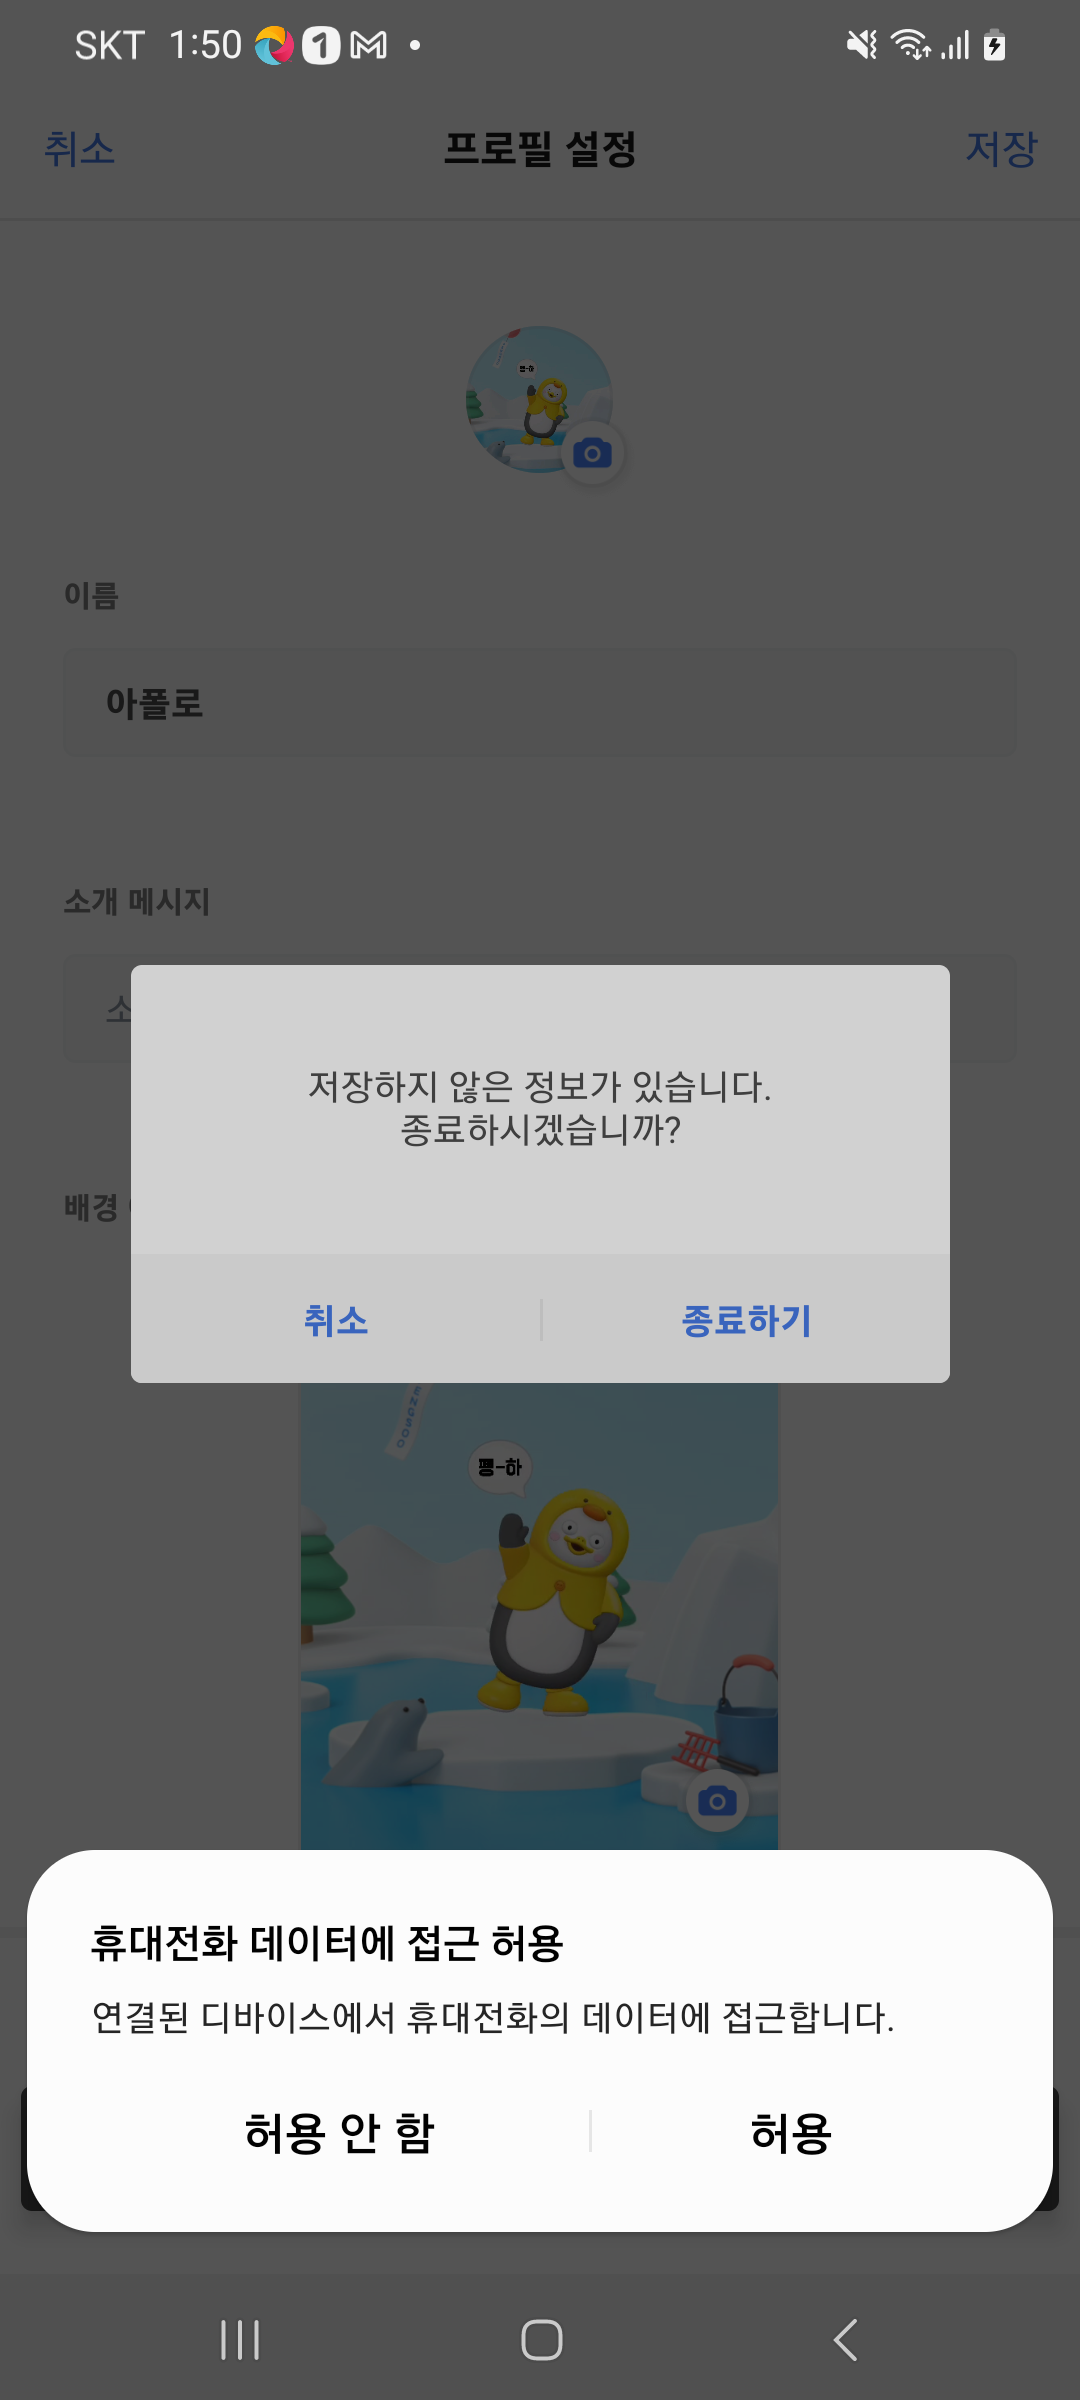 SKT 1:50
취소 프로필 설정 저장
펭-하
이름
아폴로
소개 메시지
소
저장하지 않은 정보가 있습니다.
종료하시겠습니까?
배경
취소 종료하기
ENGSOO
펭-하
휴대전화 데이터에 접근 허용
연결된 디바이스에서 휴대전화의 데이터에 접근합니다.
허용 안 함 허용